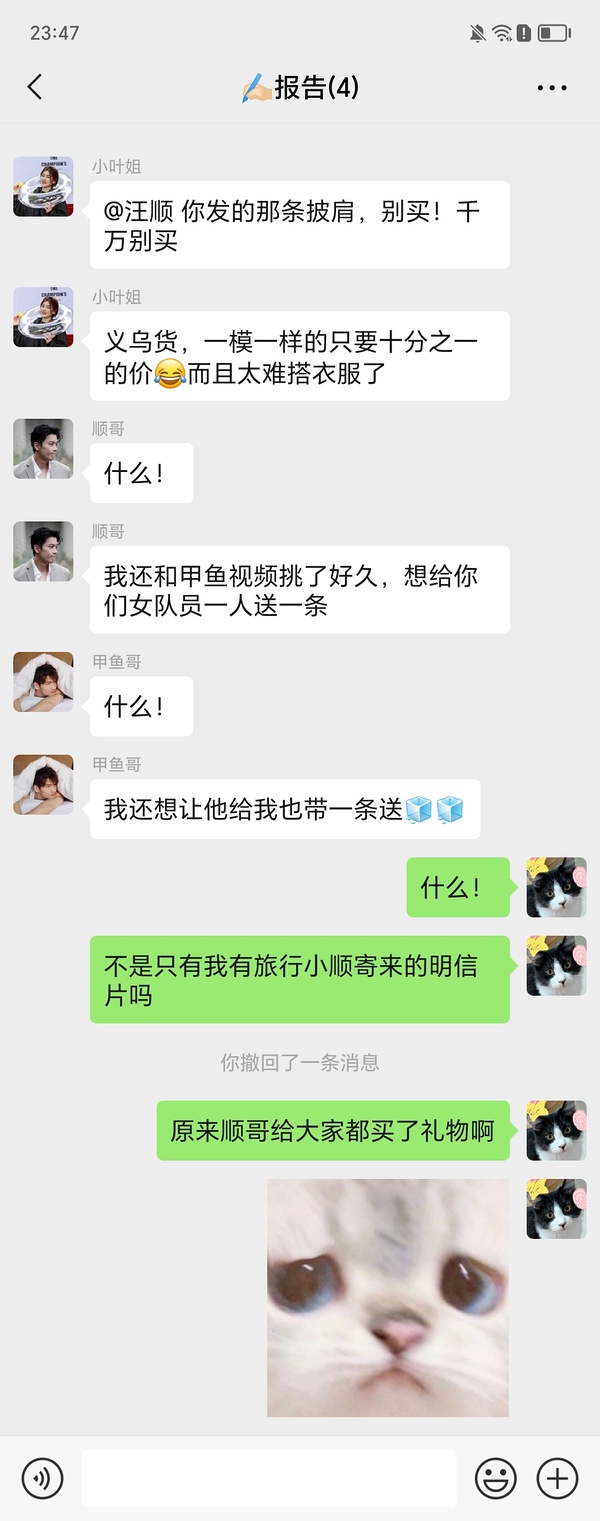 23:47
✍🏻报告(4)
小叶姐
@汪顺 你发的那条披肩，别买！千
万别买
小叶姐
义乌货，一模一样的只要十分之一
的价😂而且太难搭衣服了
顺哥
什么！
顺哥
我还和甲鱼视频挑了好久，想给你
们女队员一人送一条
甲鱼哥
什么！
甲鱼哥
我还想让他给我也带一条送🧊🧊
什么！
不是只有我有旅行小顺寄来的明信
片吗
你撤回了一条消息
原来顺哥给大家都买了礼物啊